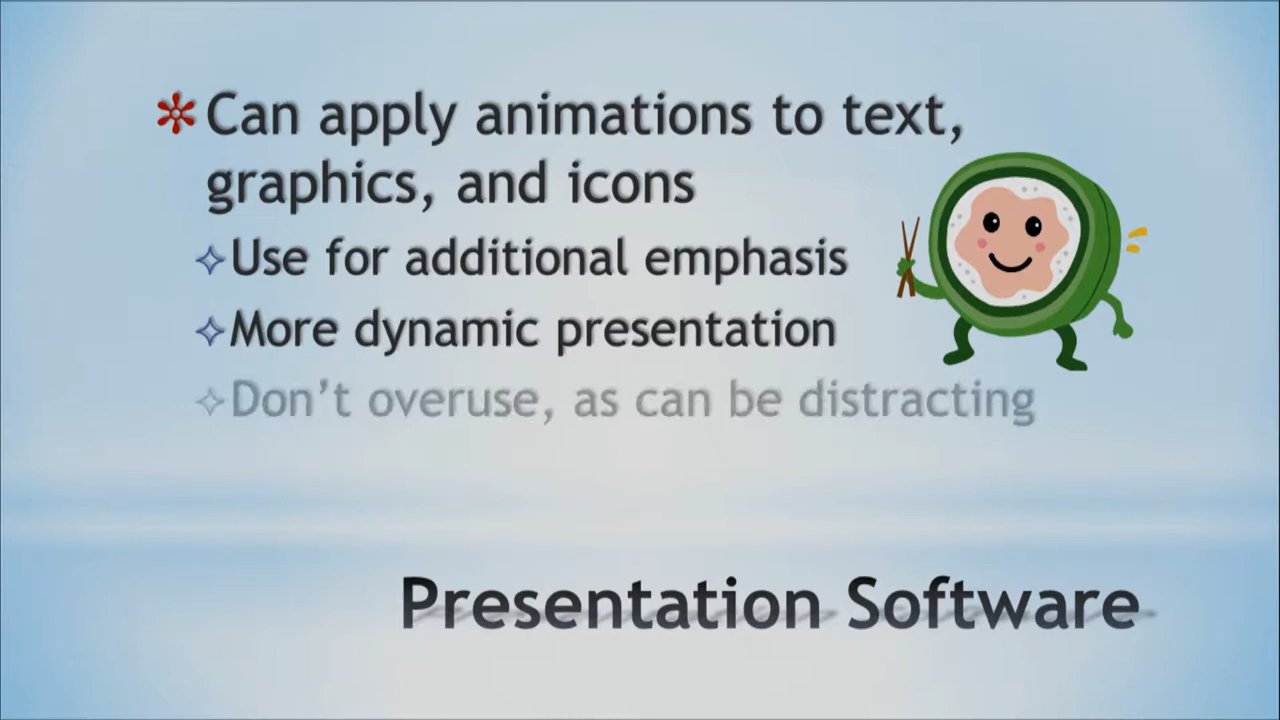 Can apply animations to text,
graphics, and icons
Use for additional emphasis
More dynamic presentation
Don’t overuse, as can be distracting
Presentation Software